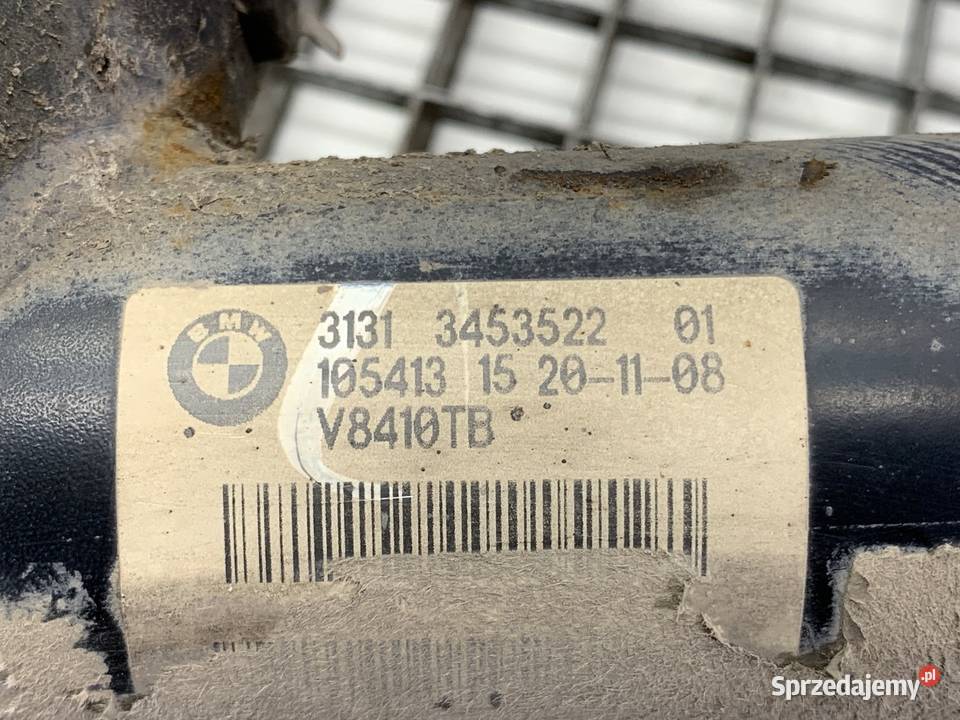 BMW
3131 3453522 01
105413 15 20-11-08
V8410TB
Sprzedajemy.pl